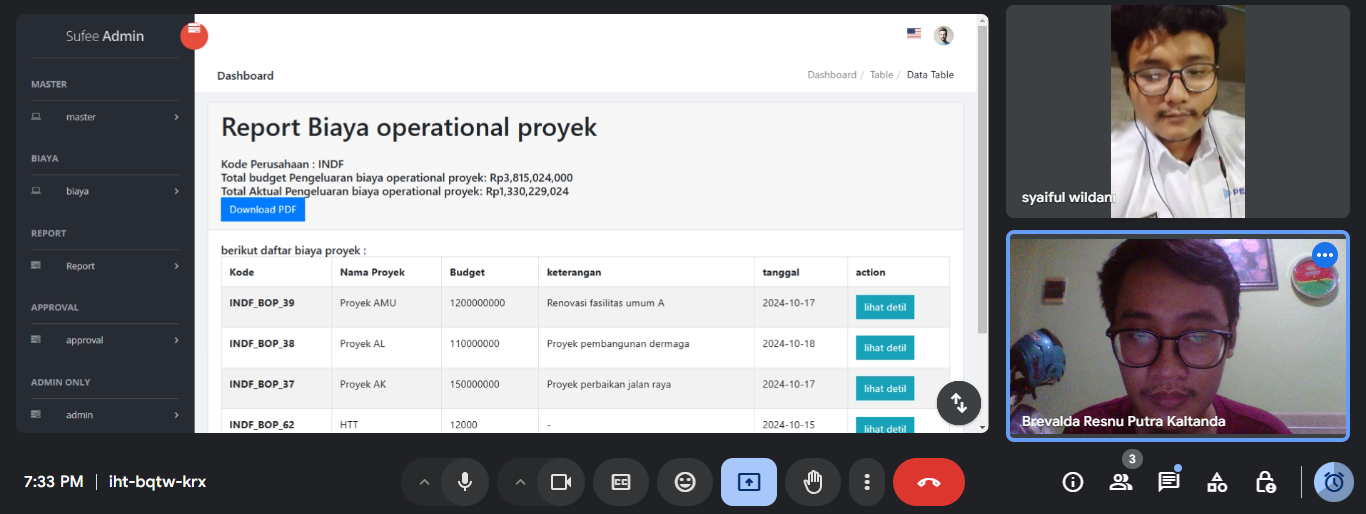 Sufee Admin
MASTER
master
BIAYA
biaya
REPORT
Report
APPROVAL
approval
ADMIN ONLY
admin
Dashboard
Dashboard / Table / Data Table
Report Biaya operational proyek
Kode Perusahaan : INDF
Total budget Pengeluaran biaya operational proyek: Rp3,815,024,000
Total Aktual Pengeluaran biaya operational proyek: Rp1,330,229,024
Download PDF
berikut daftar biaya proyek :
Kode Nama Proyek Budget keterangan tanggal action
INDF_BOP_39 Proyek AMU 1200000000 Renovasi fasilitas umum A 2024-10-17 lihat detil
INDF_BOP_38 Proyek AL 110000000 Proyek pembangunan dermaga 2024-10-18 lihat detil
INDF_BOP_37 Proyek AK 150000000 Proyek perbaikan jalan raya 2024-10-17 lihat detil
INDF_BOP_62 HTT 12000 - 2024-10-15 lihat detil
syaiful wildani
Brevalda Resnu Putra Kaltanda
7:33 PM | iht-bqtw-krx
CC
3